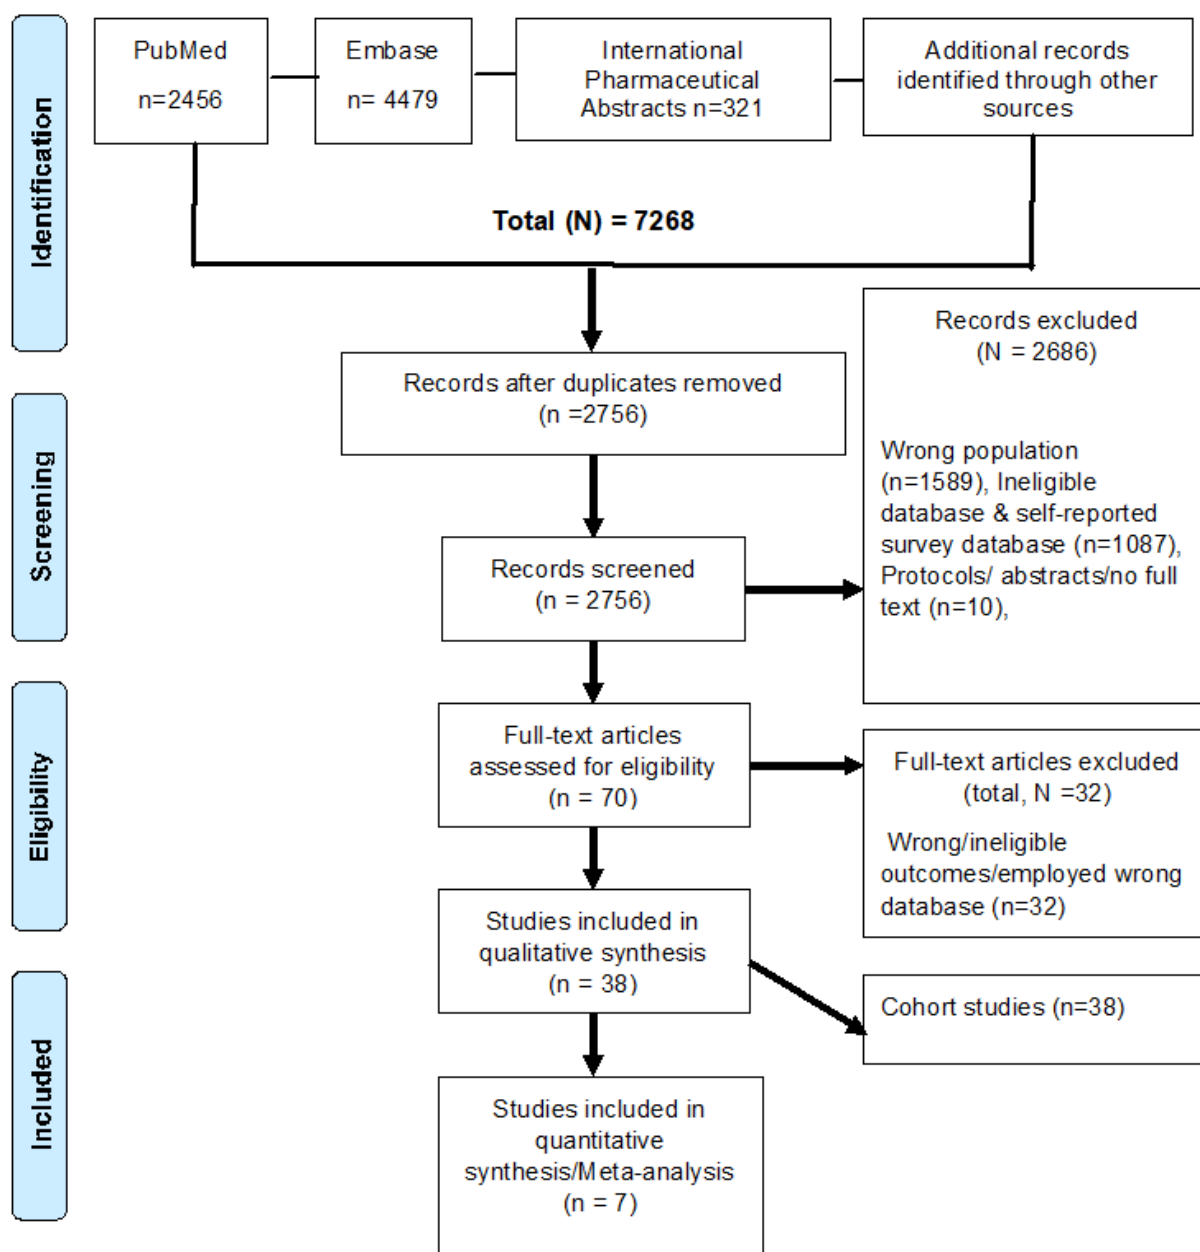 Identification
PubMed
n=2456
Embase
n= 4479
International
Pharmaceutical
Abstracts n=321
Additional records
identified through other
sources
Total (N) = 7268
Records after duplicates removed
(n =2756)
Records excluded
(N = 2686)
Wrong population
(n=1589), Ineligible
database & self-reported
survey database (n=1087),
Protocols/ abstracts/no full
text (n=10),
Screening
Records screened
(n = 2756)
Eligibility
Full-text articles
assessed for eligibility
(n = 70)
Full-text articles excluded
(total, N =32)
Wrong/ineligible
outcomes/employed wrong
database (n=32)
Studies included in
qualitative synthesis
(n = 38)
Cohort studies (n=38)
Included
Studies included in
quantitative
synthesis/Meta-analysis
(n = 7)